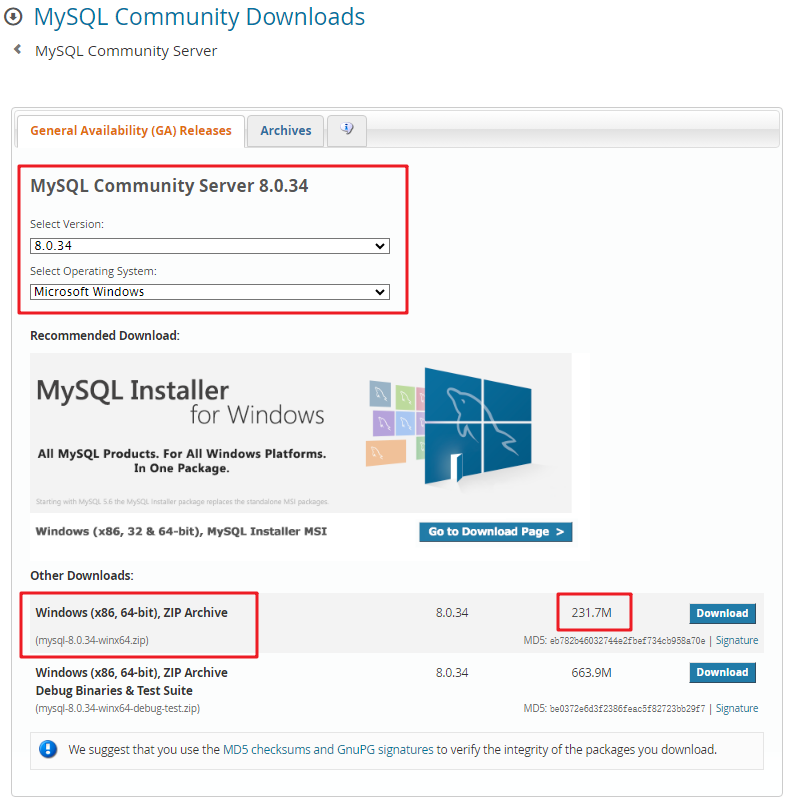 MySQL Community Downloads
MySQL Community Server
General Availability (GA) Releases
Archives
MySQL Community Server 8.0.34
Select Version:
8.0.34
Select Operating System:
Microsoft Windows
Recommended Download:
MySQL Installer
for Windows
All MySQL Products. For All Windows Platforms.
In One Package.
Starting with MySQL 5.6 the MySQL Installer package replaces the standalone MSI packages.
Windows (x86, 32 & 64-bit), MySQL Installer MSI
Go to Download Page >
Other Downloads:
Windows (x86, 64-bit), ZIP Archive 8.0.34 231.7M Download
(mysql-8.0.34-winx64.zip) MD5: eb782b46032744e2fbef734cb958a70e | Signature
Windows (x86, 64-bit), ZIP Archive 8.0.34 663.9M Download
Debug Binaries & Test Suite
(mysql-8.0.34-winx64-debug-test.zip) MD5: be0372e6d3f2386feac5f82723bb29f7 | Signature
We suggest that you use the MD5 checksums and GnuPG signatures to verify the integrity of the packages you download.